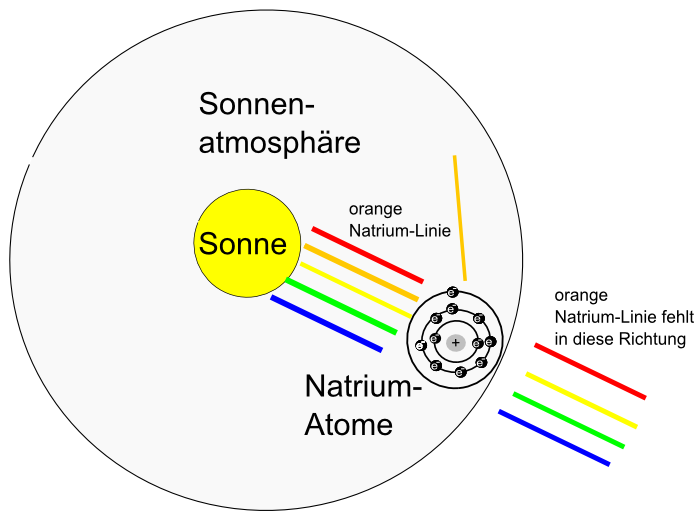 Sonnen-
atmosphäre
orange
Natrium-Linie
Sonne
orange
Natrium-Linie fehlt
in diese Richtung
Natrium-
Atome
e
e
e
e
e
e
e
e
e
e
e
+